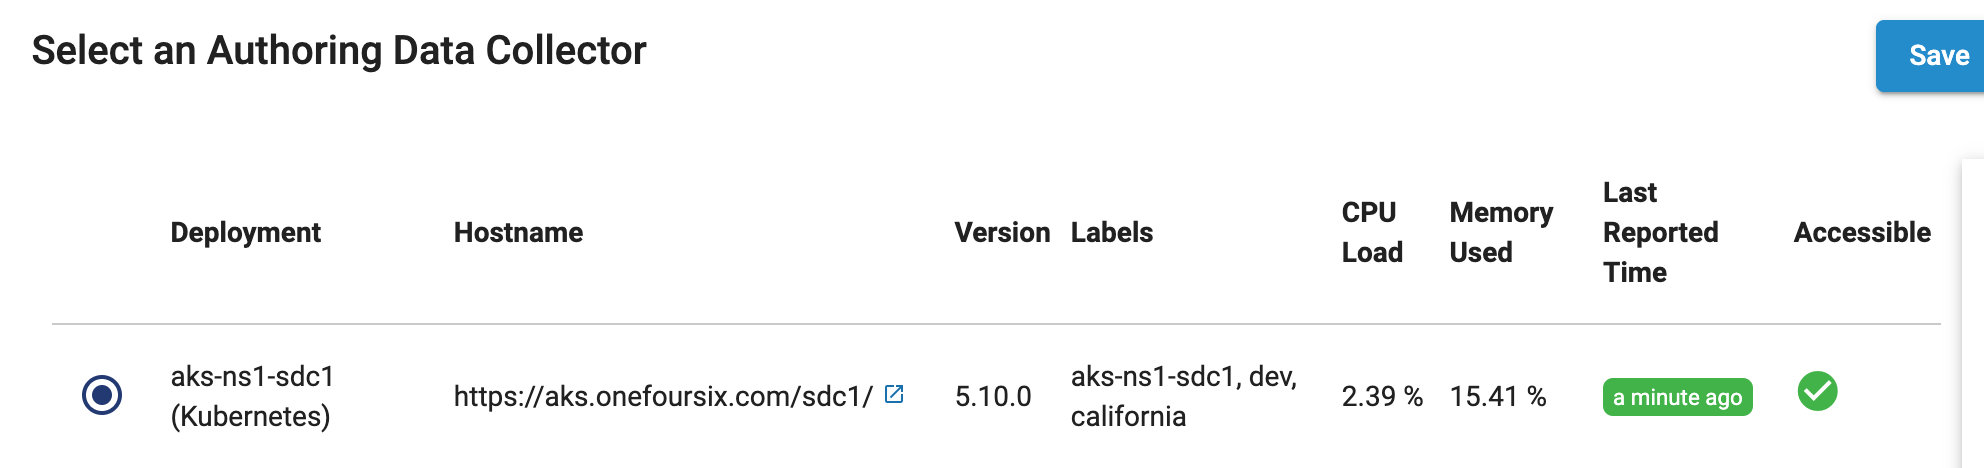 Select an Authoring Data Collector
Save
Deployment
Hostname
Version
Labels
CPU
Load
Memory
Used
Last
Reported
Time
Accessible
aks-ns1-sdc1
(Kubernetes)
https://aks.onefoursix.com/sdc1/
5.10.0
aks-ns1-sdc1, dev,
california
2.39 %
15.41 %
a minute ago